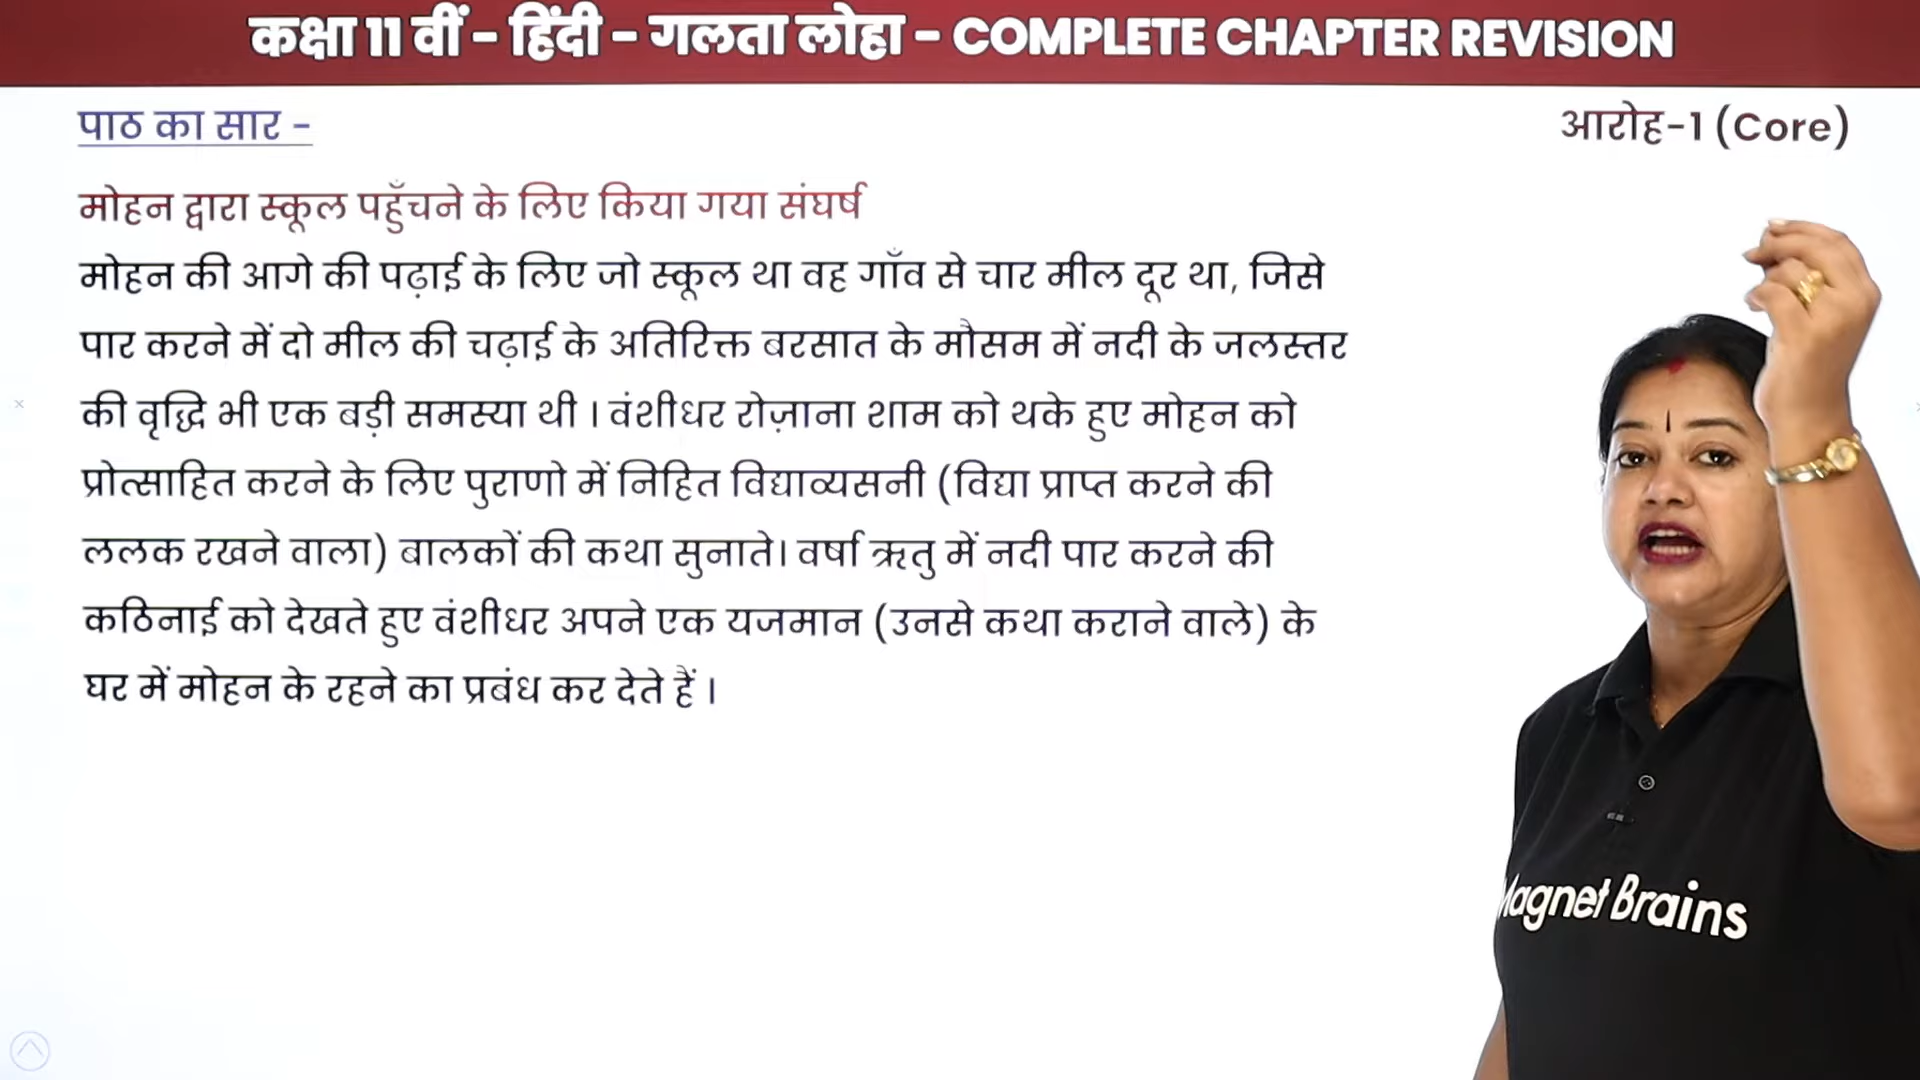 कक्षा 11 वीं - हिंदी - गलता लोहा - COMPLETE CHAPTER REVISION
पाठ का सार -
आरोह-1 (Core)
मोहन द्वारा स्कूल पहुँचने के लिए किया गया संघर्ष
मोहन की आगे की पढ़ाई के लिए जो स्कूल था वह गाँव से चार मील दूर था, जिसे
पार करने में दो मील की चढ़ाई के अतिरिक्त बरसात के मौसम में नदी के जलस्तर
की वृद्धि भी एक बड़ी समस्या थी । वंशीधर रोज़ाना शाम को थके हुए मोहन को
प्रोत्साहित करने के लिए पुराणो में निहित विद्याव्यसनी (विद्या प्राप्त करने की
ललक रखने वाला) बालकों की कथा सुनाते। वर्षा ऋतु में नदी पार करने की
कठिनाई को देखते हुए वंशीधर अपने एक यजमान (उनसे कथा कराने वाले) के
घर में मोहन के रहने का प्रबंध कर देते हैं ।
Magnet Brains